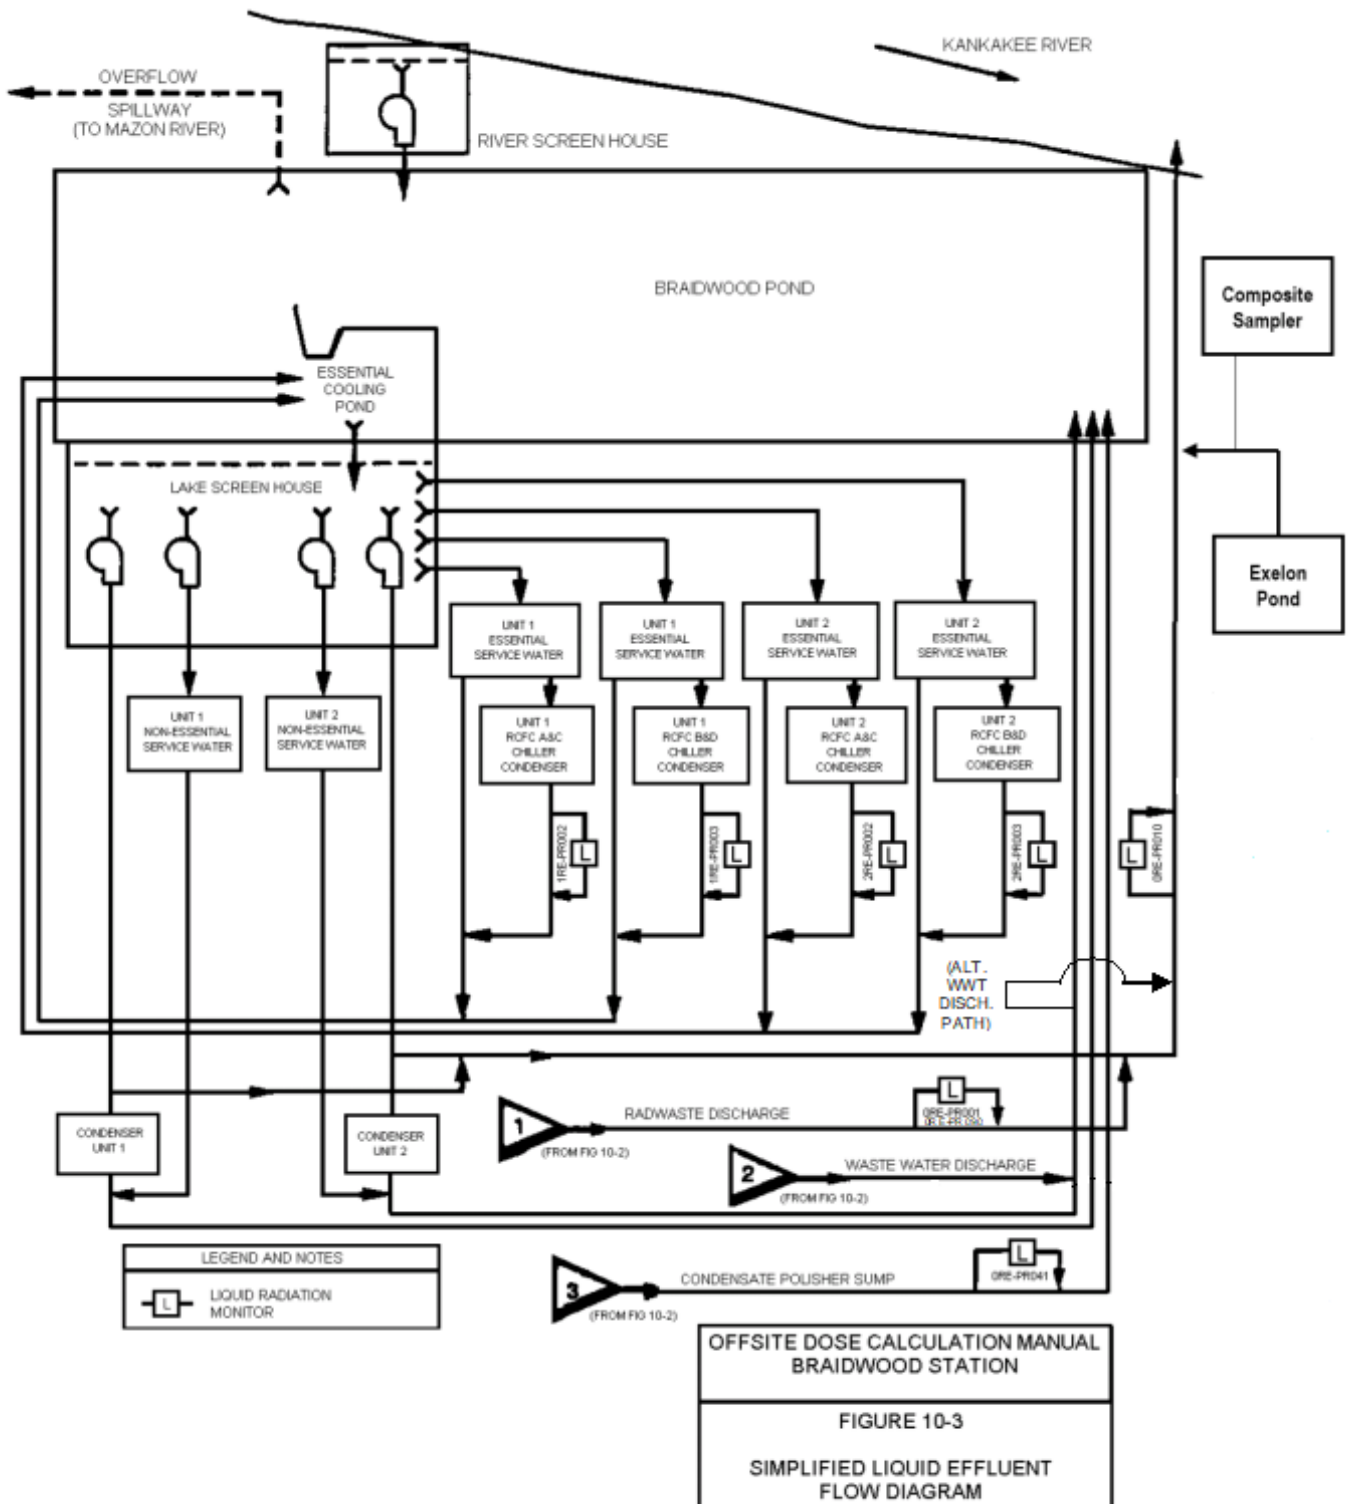 KANKAKEE RIVER
OVERFLOW
SPILLWAY
(TO MAZON RIVER)
RIVER SCREEN HOUSE
BRAIDWOOD POND
Composite
Sampler
ESSENTIAL
COOLING
POND
LAKE SCREEN HOUSE
Exelon
Pond
UNIT 1
ESSENTIAL
SERVICE WATER
UNIT 1
ESSENTIAL
SERVICE WATER
UNIT 2
ESSENTIAL
SERVICE WATER
UNIT 2
ESSENTIAL
SERVICE WATER
UNIT 1
NON-ESSENTIAL
SERVICE WATER
UNIT 2
NON-ESSENTIAL
SERVICE WATER
UNIT 1
RCFC A&C
CHILLER
CONDENSER
UNIT 1
RCFC B&D
CHILLER
CONDENSER
UNIT 2
RCFC A&C
CHILLER
CONDENSER
UNIT 2
RCFC B&D
CHILLER
CONDENSER
1RE-PR002
L
1RE-PR003
L
2RE-PR002
L
2RE-PR003
L
L
0RE-PR010
(ALT.
WWT
DISCH.
PATH)
CONDENSER
UNIT 1
CONDENSER
UNIT 2
1
(FROM FIG 10-2)
RADWASTE DISCHARGE
L
0RE-PR001
0RE-PR090
2
(FROM FIG 10-2)
WASTE WATER DISCHARGE
3
(FROM FIG 10-2)
CONDENSATE POLISHER SUMP
L
0RE-PR041
LEGEND AND NOTES
L
LIQUID RADIATION
MONITOR
OFFSITE DOSE CALCULATION MANUAL
BRAIDWOOD STATION
FIGURE 10-3
SIMPLIFIED LIQUID EFFLUENT
FLOW DIAGRAM